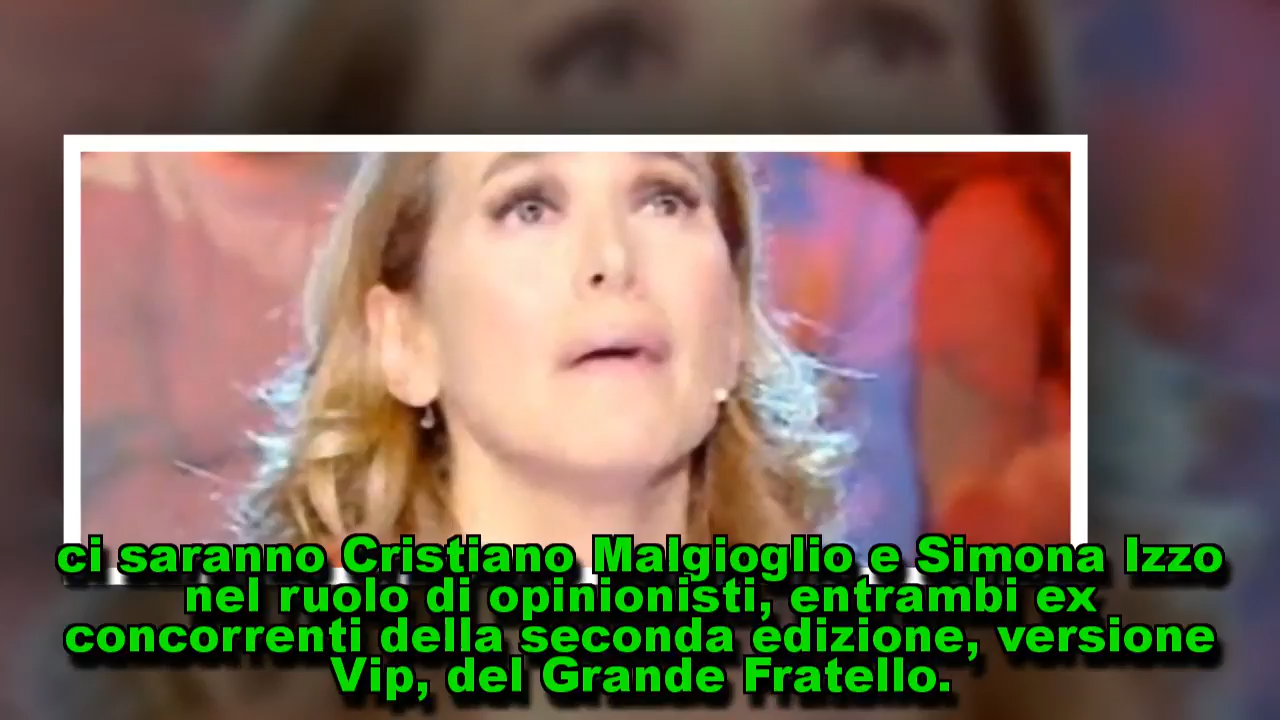 ci saranno Cristiano Malgioglio e Simona Izzo
nel ruolo di opinionisti, entrambi ex
concorrenti della seconda edizione, versione
Vip, del Grande Fratello.